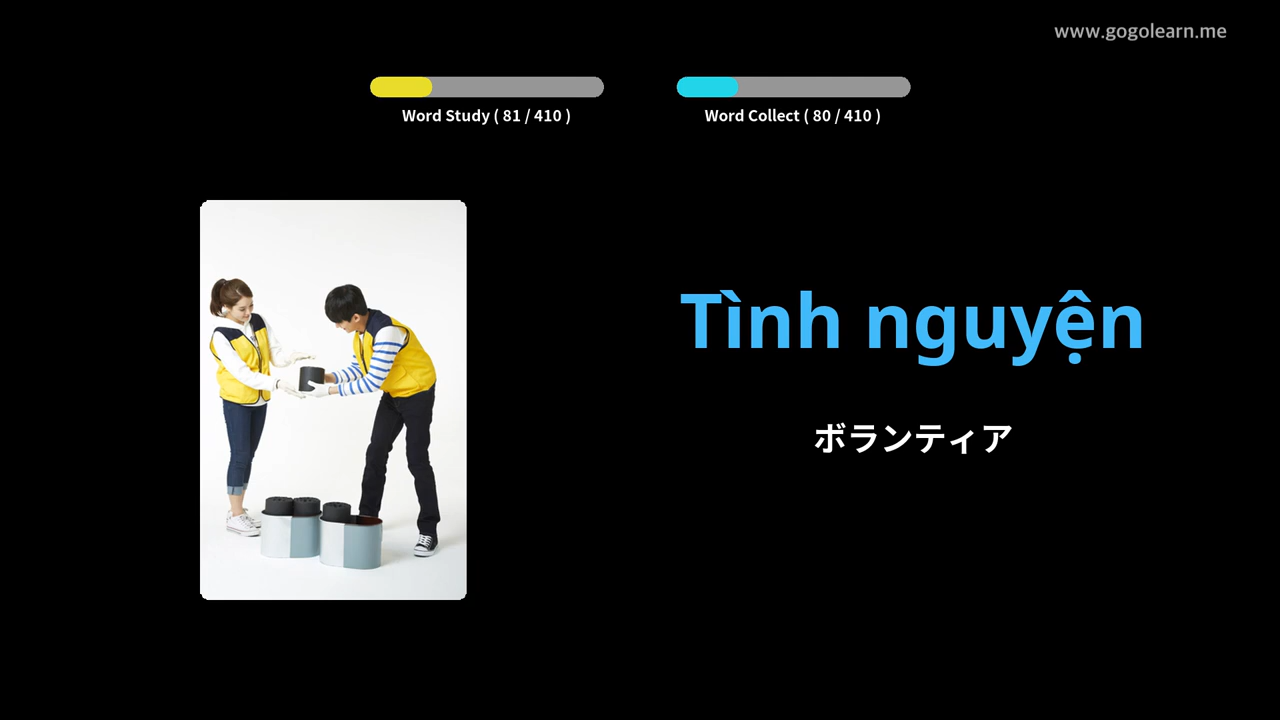 www.gogolearn.me
Word Study ( 81 / 410 )
Word Collect ( 80 / 410 )
Tình nguyện
ボランティア